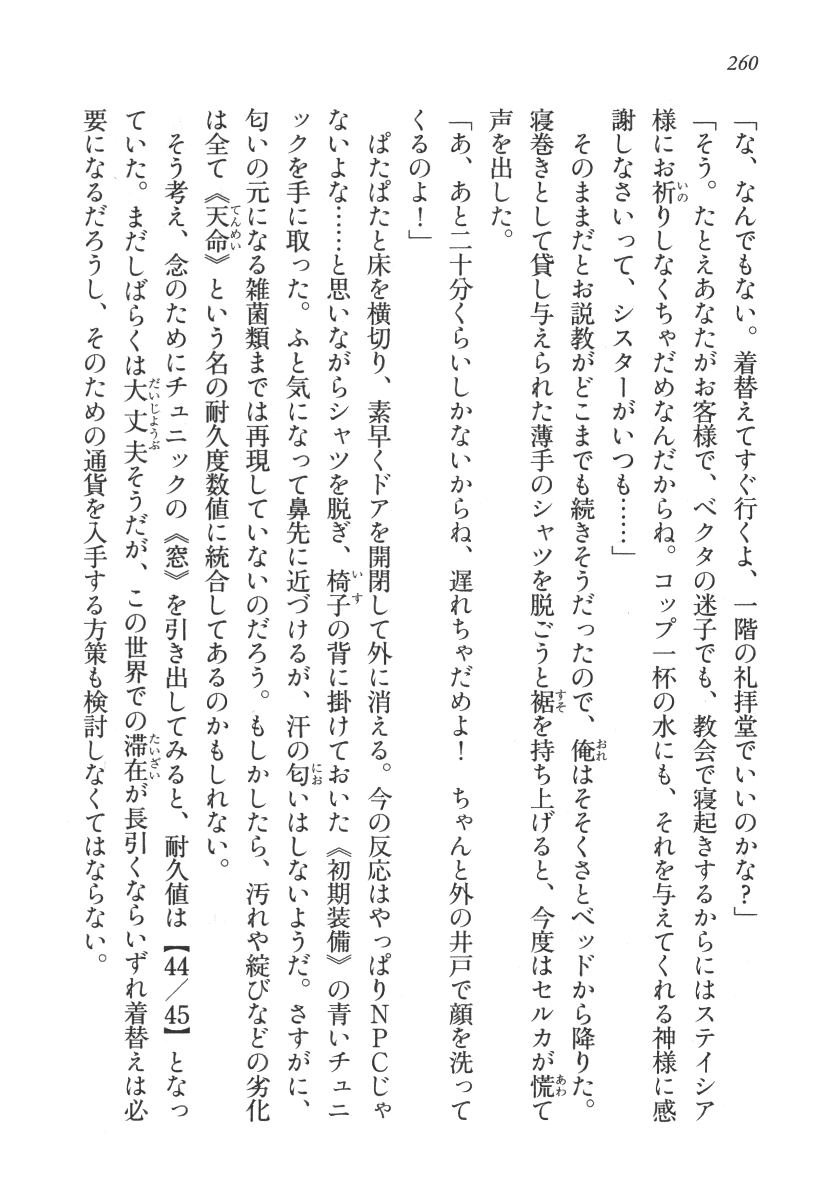 260
「な、なんでもない。着替えてすぐ行くよ、一階の礼拝堂でいいのかな？」
「そう。たとえあなたがお客様で、ベクタの迷子でも、教会で寝起きするからにはステイシア
様にお祈りしなくちゃだめなんだからね。コップ一杯の水にも、それを与えてくれる神様に感
謝しなさいって、シスターがいつも……」
　そのままだとお説教がどこまでも続きそうだったので、俺はそそくさとベッドから降りた。
寝巻きとして貸し与えられた薄手のシャツを脱ごうと裾を持ち上げると、今度はセルカが慌て
声を出した。
「あ、あと二十分くらいしかないからね、遅れちゃだめよ！　ちゃんと外の井戸で顔を洗って
くるのよ！」
　ぱたぱたと床を横切り、素早くドアを開閉して外に消える。今の反応はやっぱりＮＰＣじゃ
ないよな……と思いながらシャツを脱ぎ、椅子の背に掛けておいた《初期装備》の青いチュニ
ックを手に取った。ふと気になって鼻先に近づけるが、汗の匂いはしないようだ。さすがに、
匂いの元になる雑菌類までは再現していないのだろう。もしかしたら、汚れや綻びなどの劣化
は全て《天命》という名の耐久度数値に統合してあるのかもしれない。
　そう考え、念のためにチュニックの《窓》を引き出してみると、耐久値は【44／45】となっ
ていた。まだしばらくは大丈夫そうだが、この世界での滞在が長引くならいずれ着替えは必
要になるだろうし、そのための通貨を入手する方策も検討しなくてはならない。